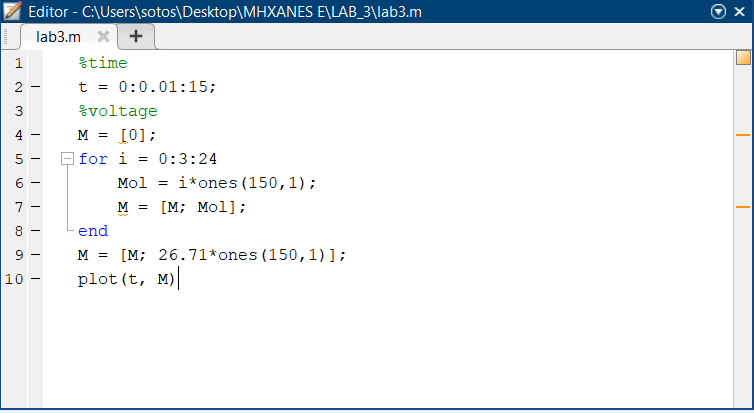 Editor - C:\Users\sotos\Desktop\MHXANES E\LAB_3\lab3.m
lab3.m
1 %time
2 – t = 0:0.01:15;
3 %voltage
4 – M = [0];
5 – for i = 0:3:24
6 – Mol = i*ones(150,1);
7 – M = [M; Mol];
8 – end
9 – M = [M; 26.71*ones(150,1)];
10 – plot(t, M)